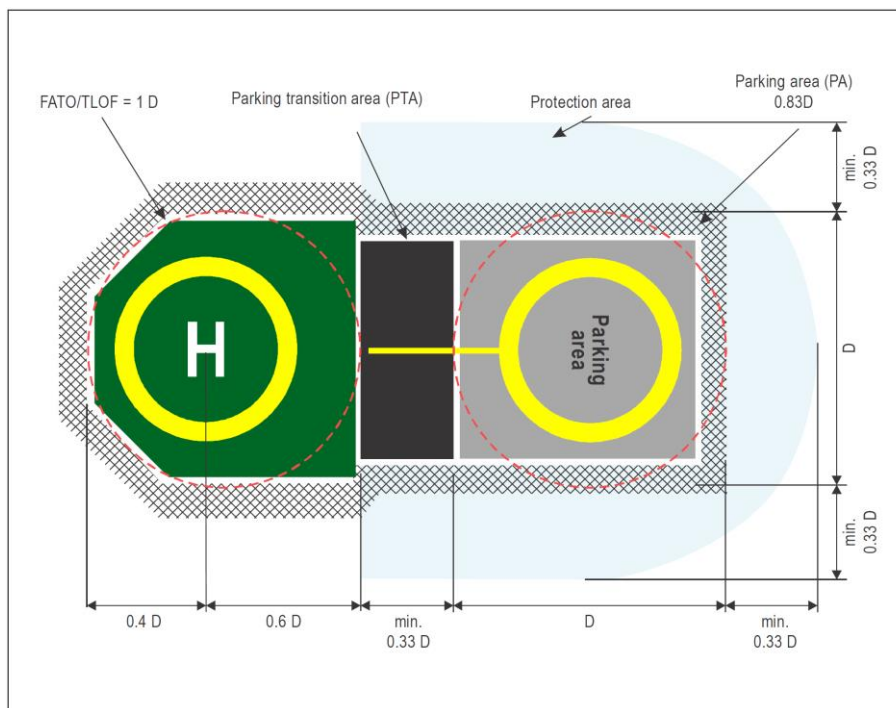 Parking area (PA)
0.83D
FATO/TLOF = 1 D
Parking transition area (PTA)
Protection area
min.
0.33 D
H
Parking
area
D
min.
0.33 D
0.4 D
0.6 D
min.
0.33 D
D
min.
0.33 D